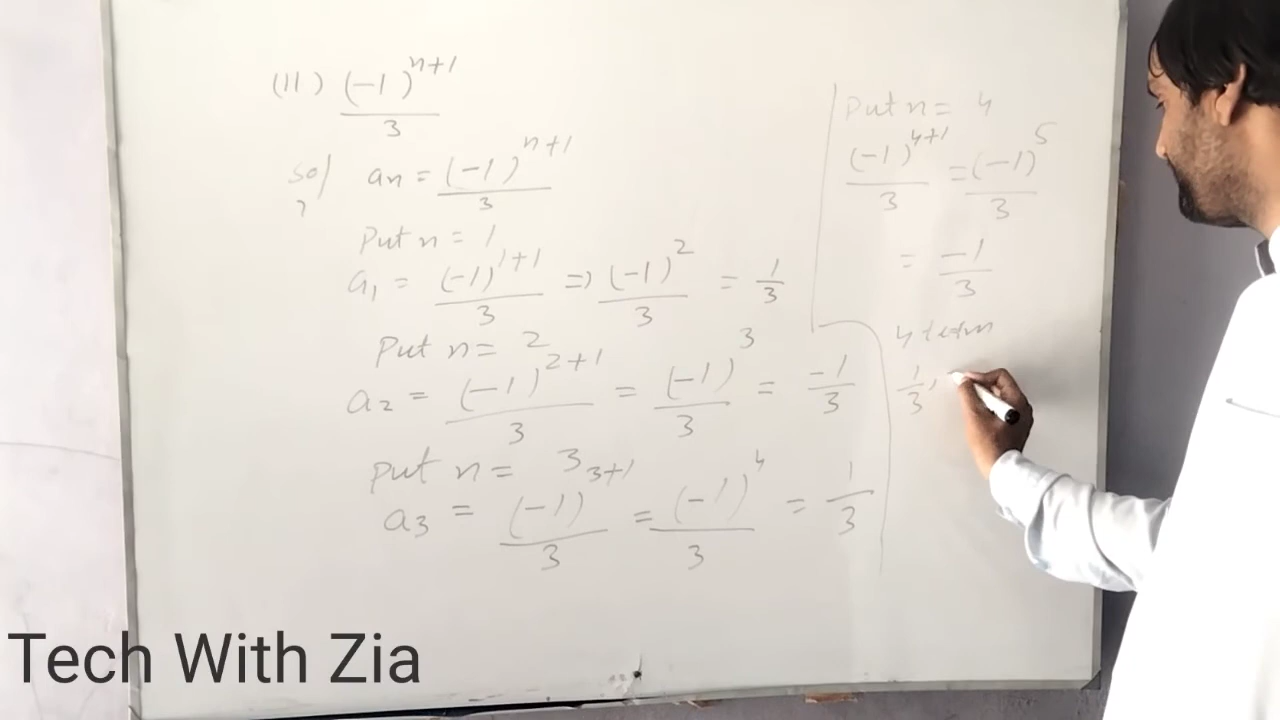 (11) (-1)^{n+1} / 3
sol an = (-1)^{n+1} / 3
Put n = 1
a₁ = (-1)^{1+1} / 3 => (-1)^2 / 3 = 1/3
Put n = 2
a₂ = (-1)^{2+1} / 3 = (-1)^3 / 3 = -1/3
Put n = 3
a₃ = (-1)^{3+1} / 3 = (-1)^4 / 3 = 1/3
Put n = 4
(-1)^{4+1} / 3 = (-1)^5 / 3
= -1/3
4 term
1/3,
Tech With Zia